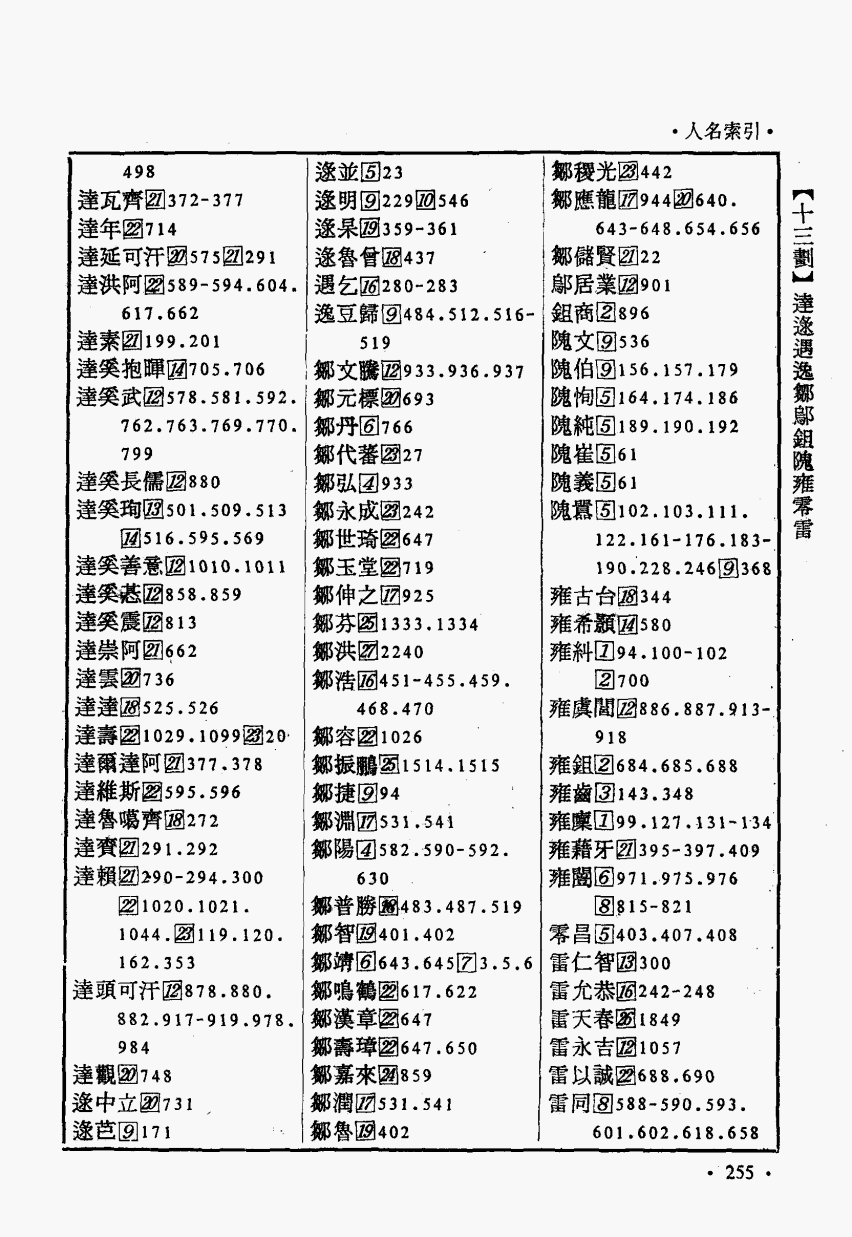 ·人名索引·
498
達瓦齊[21]372-377
達年[22]714
達延可汗[20]575[21]291
達洪阿[22]589-594.604.
617.662
達素[21]199.201
達奚抱暉[14]705.706
達奚武[12]578.581.592.
762.763.769.770.
799
達奚長儒[12]880
達奚珣[13]501.509.513
[14]516.595.569
達奚善意[12]1010.1011
達奚惎[12]858.859
達奚震[12]813
達崇阿[21]662
達雲[20]736
達達[18]525.526
達壽[22]1029.1099[23]20
達爾達阿[21]377.378
達維斯[22]595.596
達魯噶齊[18]272
達齊[21]291.292
達賴[21]290-294.300
[22]1020.1021.
1044.[23]119.120.
162.353
達頭可汗[12]878.880.
882.917-919.978.
984
達觀[20]748
逯中立[20]731
逯芭[9]171
逯並[5]23
逯明[9]229[10]546
逯杲[19]359-361
逯魯曾[18]437
遇乞[16]280-283
逸豆歸[9]484.512.516-
519
鄒文騰[12]933.936.937
鄒元標[20]693
鄒丹[6]766
鄒代蕃[23]27
鄒弘[4]933
鄒永成[23]242
鄒世琦[22]647
鄒玉堂[22]719
鄒伸之[17]925
鄒芬[25]1333.1334
鄒洪[27]2240
鄒浩[16]451-455.459.
468.470
鄒容[22]1026
鄒振鵬[25]1514.1515
鄒捷[9]94
鄒淵[17]531.541
鄒陽[4]582.590-592.
630
鄒普勝[18]483.487.519
鄒智[19]401.402
鄒靖[6]643.645[7]3.5.6
鄒鳴鶴[22]617.622
鄒漢章[22]647
鄒壽璋[22]647.650
鄒嘉來[24]859
鄒潤[17]531.541
鄒魯[19]402
鄒稷光[23]442
鄒應龍[17]944[20]640.
643-648.654.656
鄒儲賢[21]22
鄔居業[12]901
鉏商[2]896
隗文[9]536
隗伯[9]156.157.179
隗恂[5]164.174.186
隗純[5]189.190.192
隗崔[5]61
隗義[5]61
隗囂[5]102.103.111.
122.161-176.183-
190.228.246[9]368
雍古台[18]344
雍希顥[14]580
雍糾[1]94.100-102
[2]700
雍虞閭[12]886.887.913-
918
雍鉏[2]684.685.688
雍齒[3]143.348
雍廩[1]99.127.131-134
雍藉牙[21]395-397.409
雍闓[6]971.975.976
[8]815-821
零昌[5]403.407.408
雷仁智[13]300
雷允恭[16]242-248
雷天春[26]1849
雷永吉[12]1057
雷以諴[22]688.690
雷同[8]588-590.593.
601.602.618.658
【十三劃】達逯遇逸鄒鄔鉏隗雍零雷
·255·